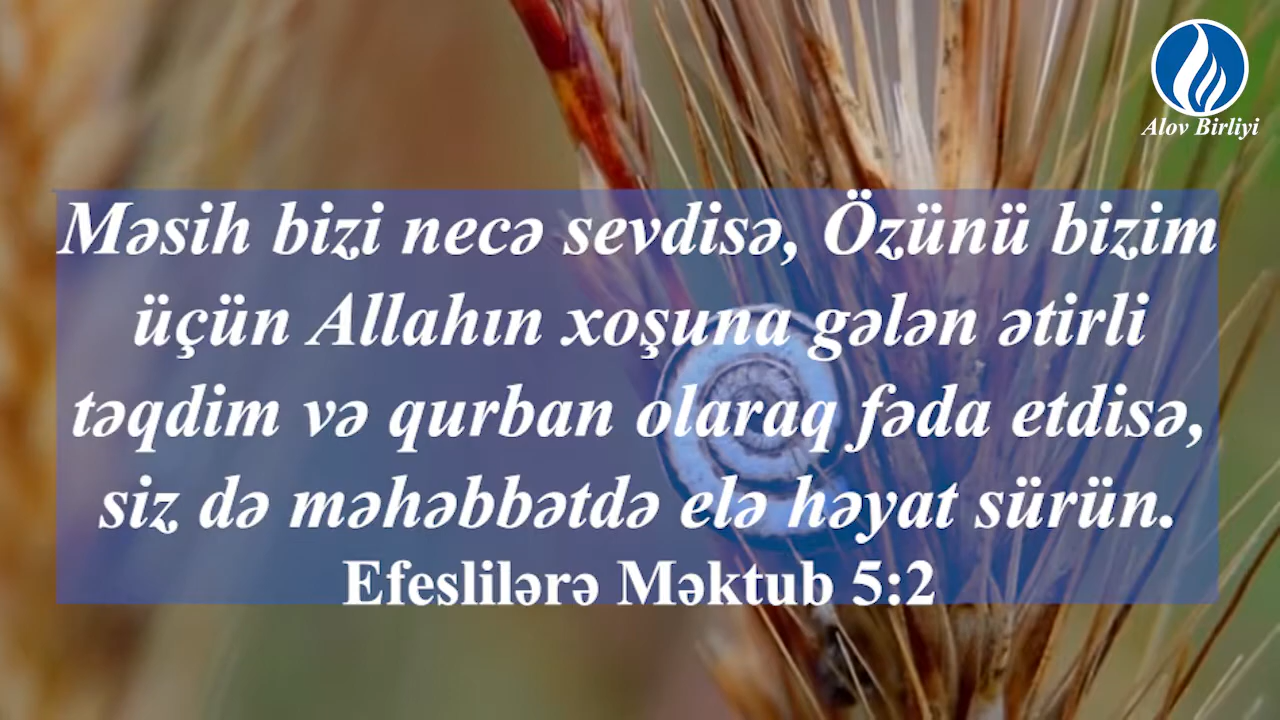 Alov Birliyi
Məsih bizi necə sevdisə, Özünü bizim
üçün Allahın xoşuna gələn ətirli
təqdim və qurban olaraq fəda etdisə,
siz də məhəbbətdə elə həyat sürün.
Efeslilərə Məktub 5:2